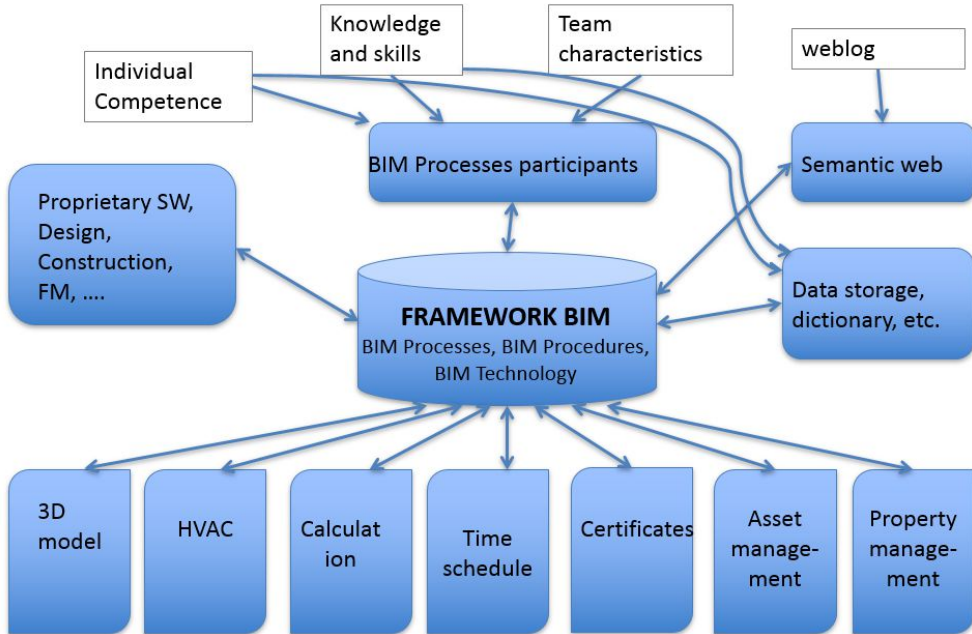 Knowledge
and skills
Team
characteristics
weblog
Individual
Competence
BIM Processes participants
Semantic web
Proprietary SW,
Design,
Construction,
FM, ....
Data storage,
dictionary, etc.
FRAMEWORK BIM
BIM Processes, BIM Procedures,
BIM Technology
3D
model
HVAC
Calculat
ion
Time
schedule
Certificates
Asset
manage-
ment
Property
manage-
ment